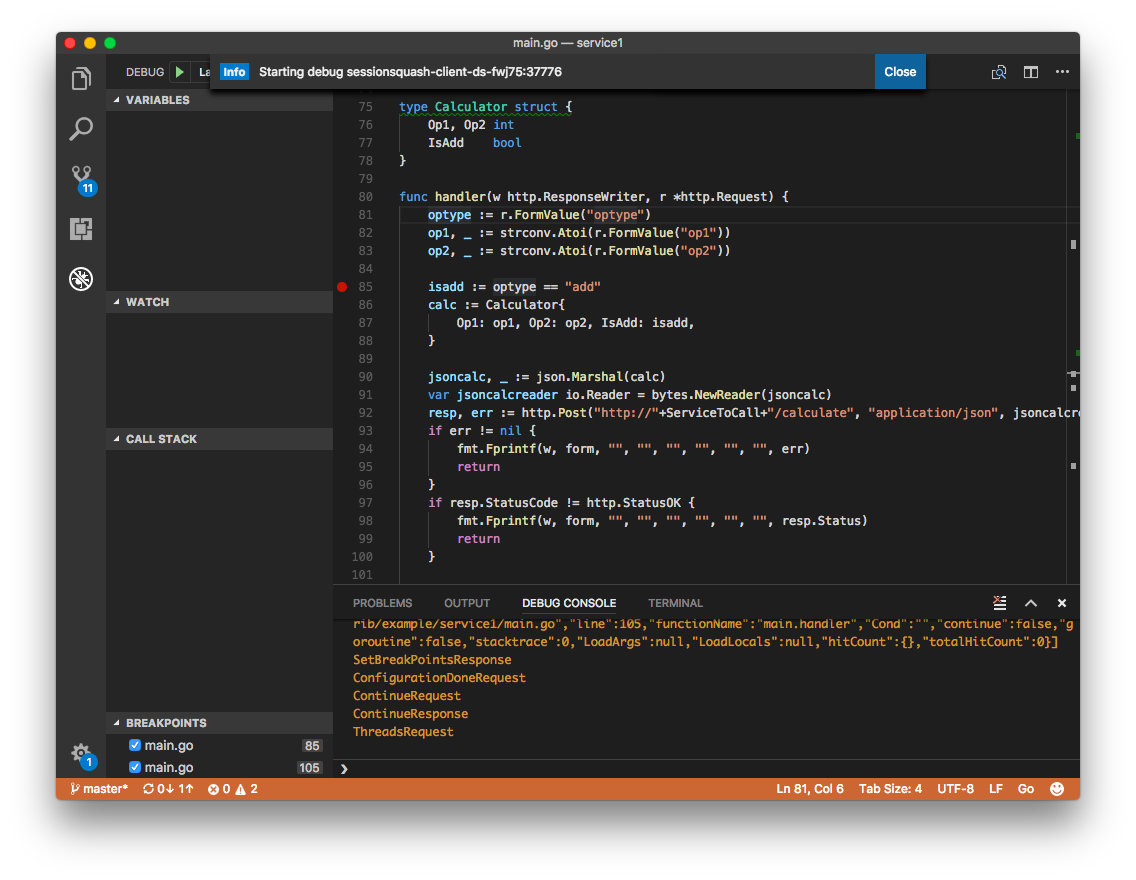 main.go — service1
DEBUG
Info Starting debug sessionsquash-client-ds-fwj75:37776 Close
VARIABLES
11
WATCH
CALL STACK
BREAKPOINTS
main.go 85
main.go 105
1
75 type Calculator struct {
76 Op1, Op2 int
77 IsAdd    bool
78 }
79
80 func handler(w http.ResponseWriter, r *http.Request) {
81 optype := r.FormValue("optype")
82 op1, _ := strconv.Atoi(r.FormValue("op1"))
83 op2, _ := strconv.Atoi(r.FormValue("op2"))
84
85 isadd := optype == "add"
86 calc := Calculator{
87 Op1: op1, Op2: op2, IsAdd: isadd,
88 }
89
90 jsoncalc, _ := json.Marshal(calc)
91 var jsoncalcreader io.Reader = bytes.NewReader(jsoncalc)
92 resp, err := http.Post("http://"+ServiceToCall+"/calculate", "application/json", jsoncalcre
93 if err != nil {
94 fmt.Fprintf(w, form, "", "", "", "", "", "", err)
95 return
96 }
97 if resp.StatusCode != http.StatusOK {
98 fmt.Fprintf(w, form, "", "", "", "", "", "", resp.Status)
99 return
100 }
101
PROBLEMS OUTPUT DEBUG CONSOLE TERMINAL
rib/example/service1/main.go","line":105,"functionName":"main.handler","Cond":"","continue":false,"g
oroutine":false,"stacktrace":0,"LoadArgs":null,"LoadLocals":null,"hitCount":{},"totalHitCount":0}]
SetBreakPointsResponse
ConfigurationDoneRequest
ContinueRequest
ContinueResponse
ThreadsRequest
master* 0↓ 1↑ 0 2 Ln 81, Col 6 Tab Size: 4 UTF-8 LF Go